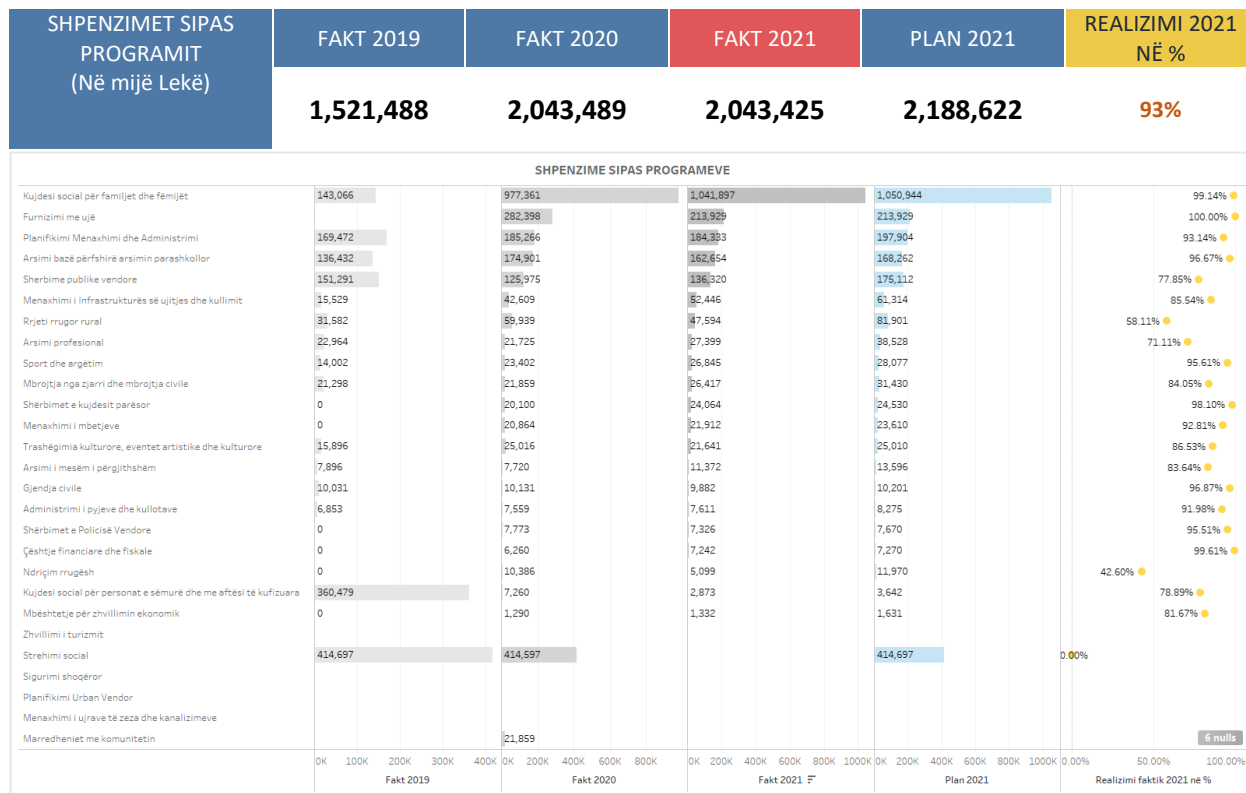 SHPENZIMET SIPAS PROGRAMIT (Në mijë Lekë) FAKT 2019 FAKT 2020 FAKT 2021 PLAN 2021 REALIZIMI 2021 NË %
1,521,488 2,043,489 2,043,425 2,188,622 93%
SHPENZIME SIPAS PROGRAMEVE
Kujdesi social për familjet dhe fëmijët 143,066 977,361 1,041,897 1,050,944 99.14%
Furnizimi me ujë 282,398 213,929 213,929 100.00%
Planifikimi Menaxhimi dhe Administrimi 169,472 185,266 184,333 197,904 93.14%
Arsimi bazë përfshirë arsimin parashkollor 136,432 174,901 162,654 168,262 96.67%
Sherbime publike vendore 151,291 125,975 136,320 175,112 77.85%
Menaxhimi i Infrastrukturës së ujitjes dhe kullimit 15,529 42,609 52,446 61,314 85.54%
Rrjeti rrugor rural 31,582 59,939 47,594 81,901 58.11%
Arsimi profesional 22,964 21,725 27,399 38,528 71.11%
Sport dhe argëtim 14,002 23,402 26,845 28,077 95.61%
Mbrojtja nga zjarri dhe mbrojtja civile 21,298 21,859 26,417 31,430 84.05%
Shërbimet e kujdesit parësor 0 20,100 24,064 24,530 98.10%
Menaxhimi i mbetjeve 0 20,864 21,912 23,610 92.81%
Trashëgimia kulturore, eventet artistike dhe kulturore 15,896 25,016 21,641 25,010 86.53%
Arsimi i mesëm i përgjithshëm 7,896 7,720 11,372 13,596 83.64%
Gjendja civile 10,031 10,131 9,882 10,201 96.87%
Administrimi i pyjeve dhe kullotave 6,853 7,559 7,611 8,275 91.98%
Shërbimet e Policisë Vendore 0 7,773 7,326 7,670 95.51%
Çështje financiare dhe fiskale 0 6,260 7,242 7,270 99.61%
Ndriçim rrugësh 0 10,386 5,099 11,970 42.60%
Kujdesi social për personat e sëmurë dhe me aftësi të kufizuara 360,479 7,260 2,873 3,642 78.89%
Mbështetje për zhvillimin ekonomik 0 1,290 1,332 1,631 81.67%
Zhvillimi i turizmit
Strehimi social 414,697 414,597 414,697 0.00%
Sigurimi shoqëror
Planifikimi Urban Vendor
Menaxhimi i ujrave të zeza dhe kanalizimeve
Marredheniet me komunitetin 21,859 6 nulls
0K 100K 200K 300K 400K 0K 200K 400K 600K 800K 0K 200K 400K 600K 800K 1000K 0K 200K 400K 600K 800K 1000K 0.00% 50.00% 100.00%
Fakt 2019 Fakt 2020 Fakt 2021 Plan 2021 Realizimi faktik 2021 në %